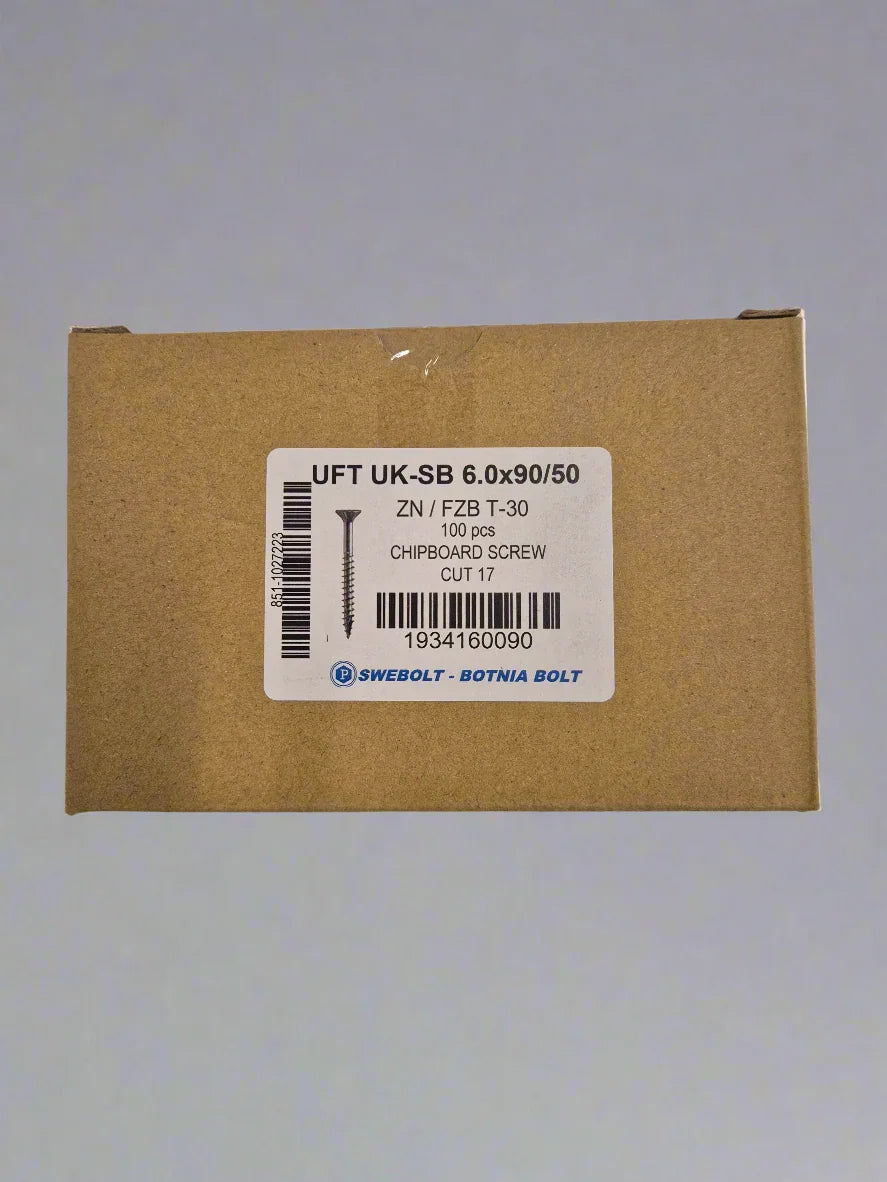 UFT UK-SB 6.0x90/50
ZN / FZB T-30
100 pcs
CHIPBOARD SCREW
CUT 17
851-1027223
1934160090
P SWEBOLT - BOTNIA BOLT